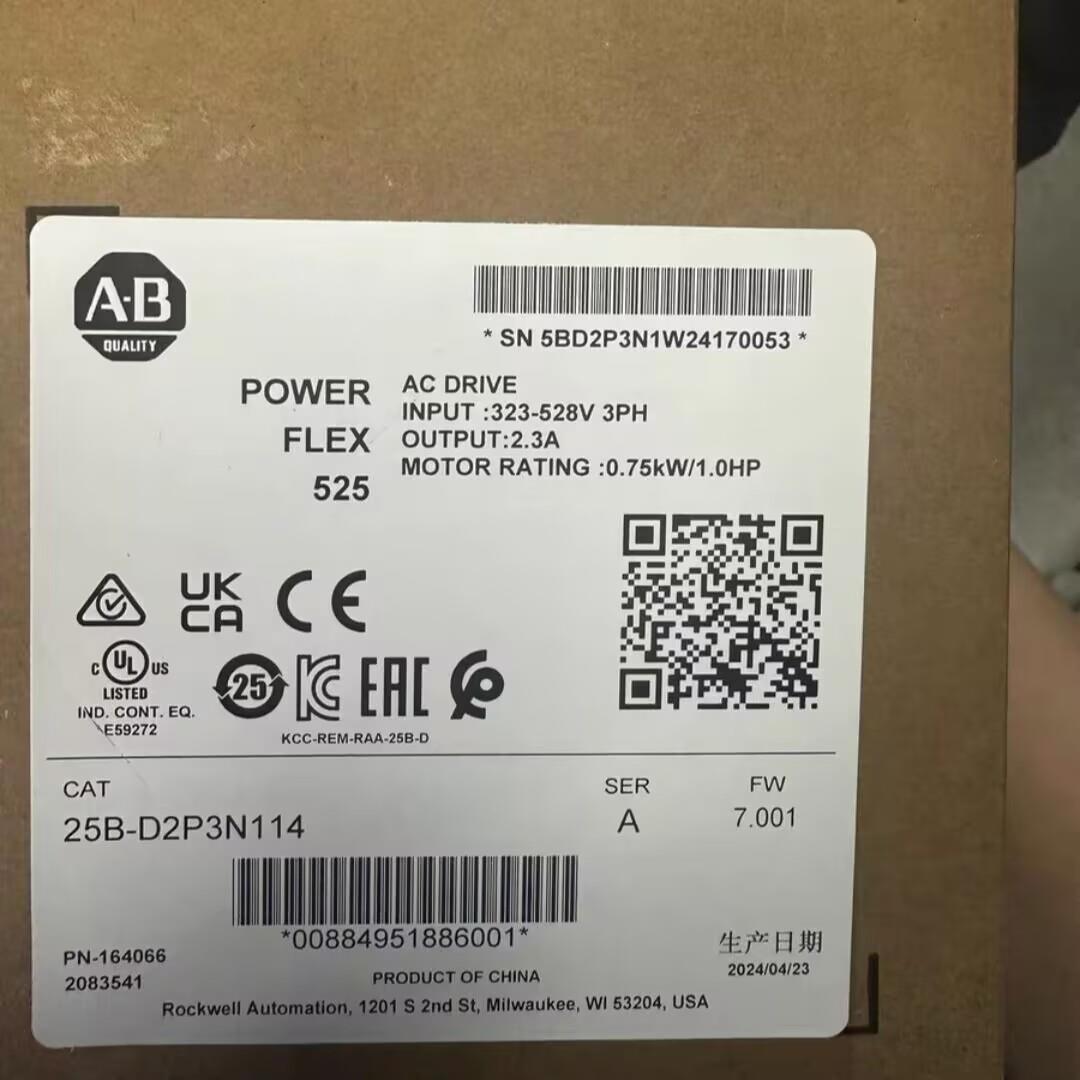 A-B
QUALITY
* SN 5BD2P3N1W24170053 *
POWER
FLEX
525
AC DRIVE
INPUT :323-528V 3PH
OUTPUT:2.3A
MOTOR RATING :0.75kW/1.0HP
UK
CA
CE
C UL US
LISTED
IND. CONT. EQ.
E59272
25
KC
EAC
KCC-REM-RAA-25B-D
CAT
25B-D2P3N114
SER
A
FW
7.001
*00884951886001*
PN-164066
2083541
PRODUCT OF CHINA
生产日期
2024/04/23
Rockwell Automation, 1201 S 2nd St, Milwaukee, WI 53204, USA